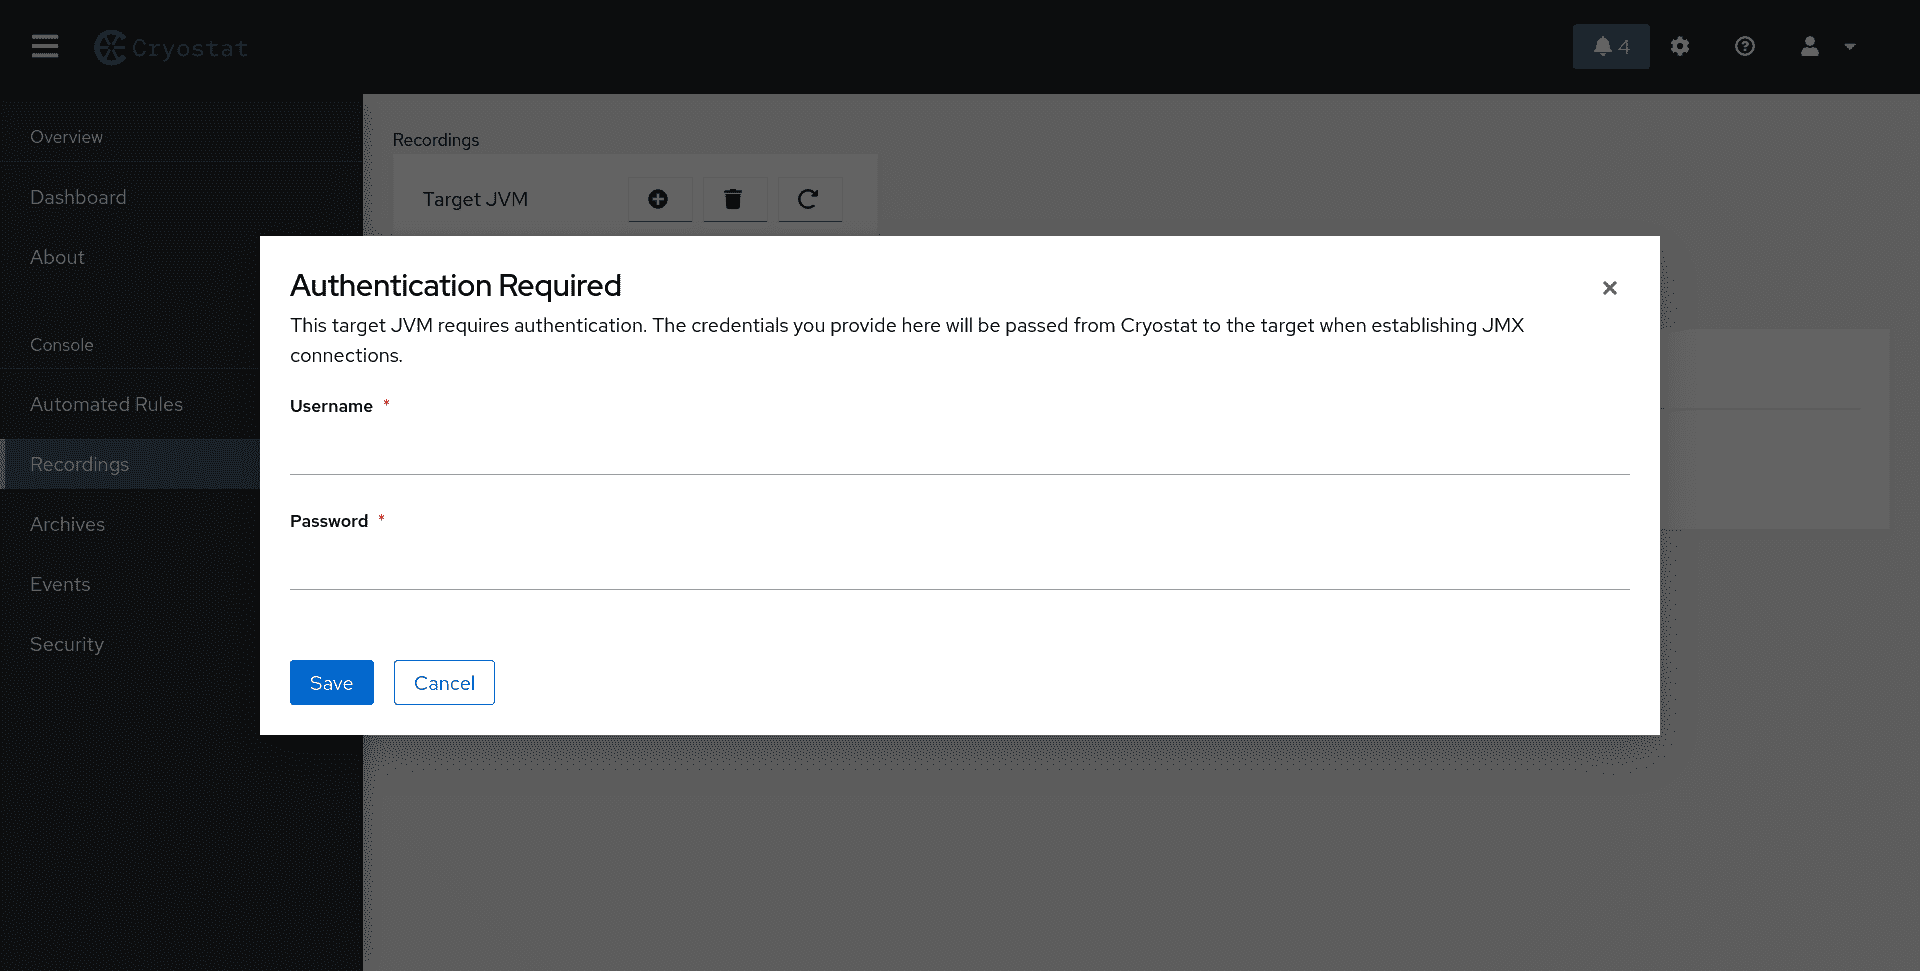 Cryostat
4
Overview
Dashboard
About
Console
Automated Rules
Recordings
Archives
Events
Security
Recordings
Target JVM
Authentication Required
This target JVM requires authentication. The credentials you provide here will be passed from Cryostat to the target when establishing JMX
connections.
Username *
Password *
Save
Cancel